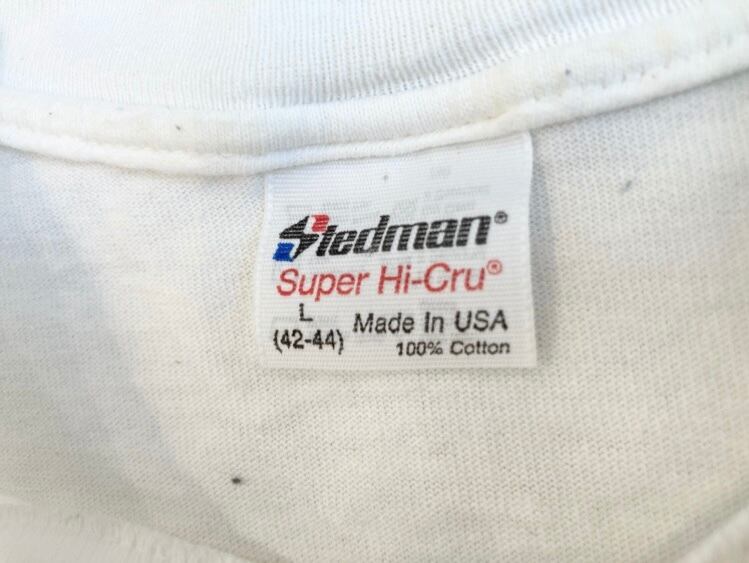 Stedman®
Super Hi-Cru®
L
(42-44)
Made In USA
100% Cotton